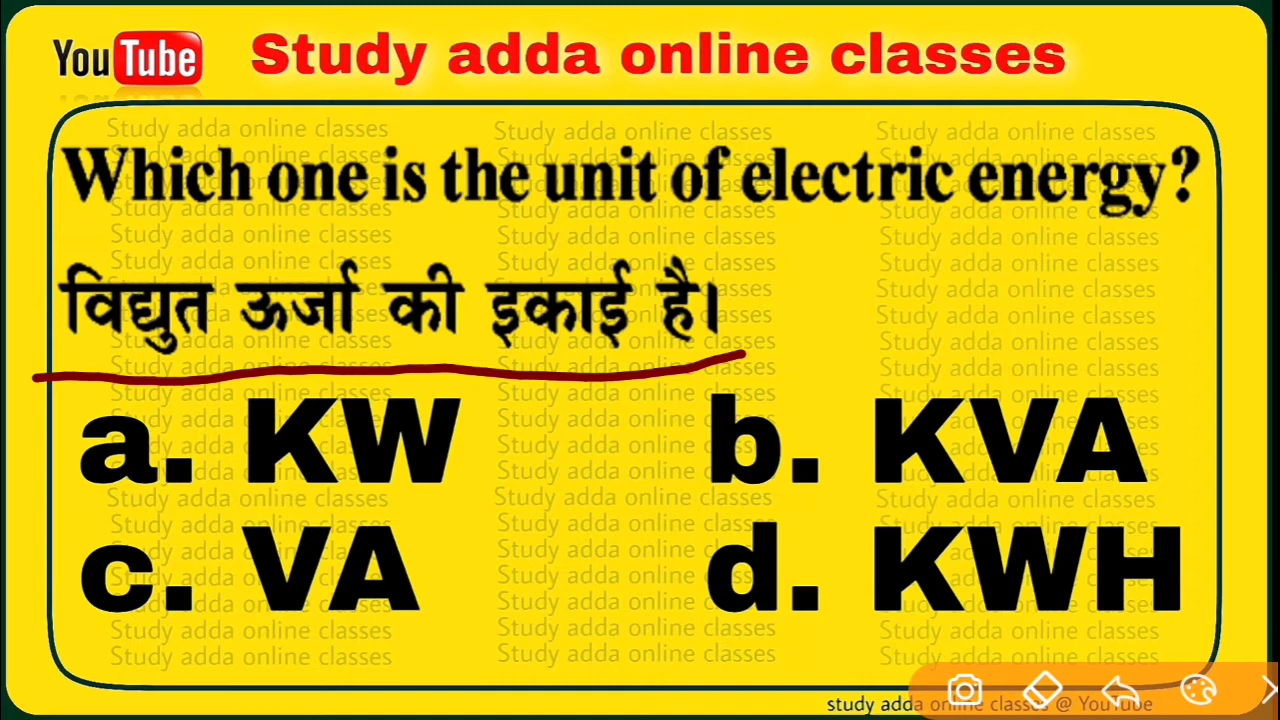 YouTube Study adda online classes
Which one is the unit of electric energy?
विद्युत ऊर्जा की इकाई है।
a. KW b. KVA
c. VA d. KWH
study adda online classes @ YouTube